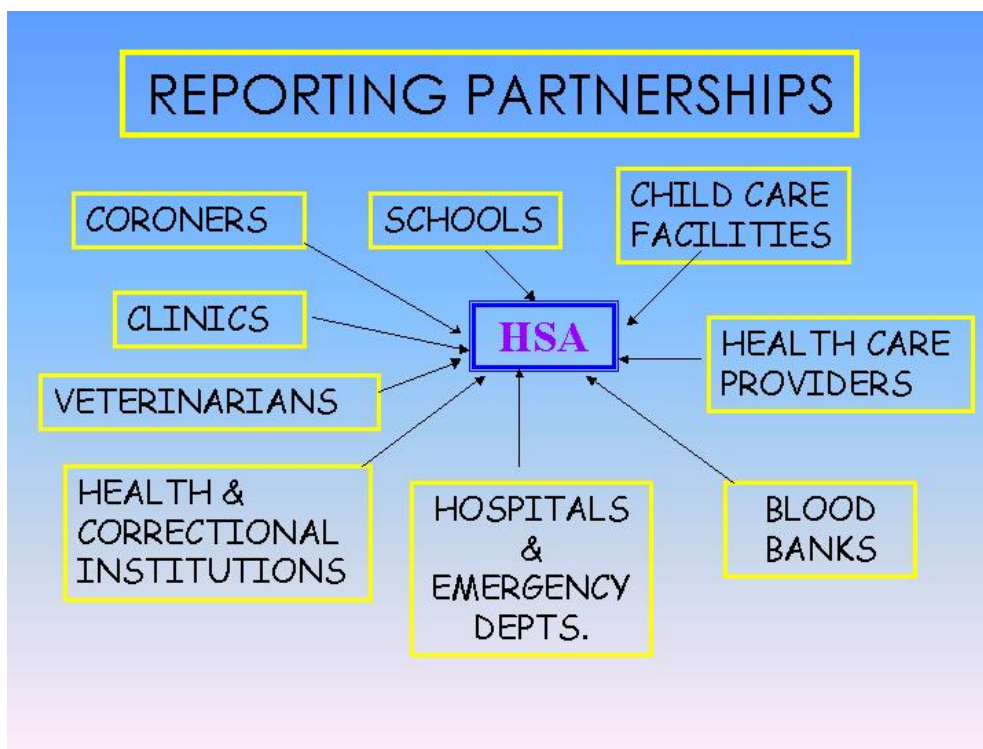 REPORTING PARTNERSHIPS
CORONERS
SCHOOLS
CHILD CARE
FACILITIES
CLINICS
HSA
HEALTH CARE
PROVIDERS
VETERINARIANS
HEALTH &
CORRECTIONAL
INSTITUTIONS
HOSPITALS
&
EMERGENCY
DEPTS.
BLOOD
BANKS